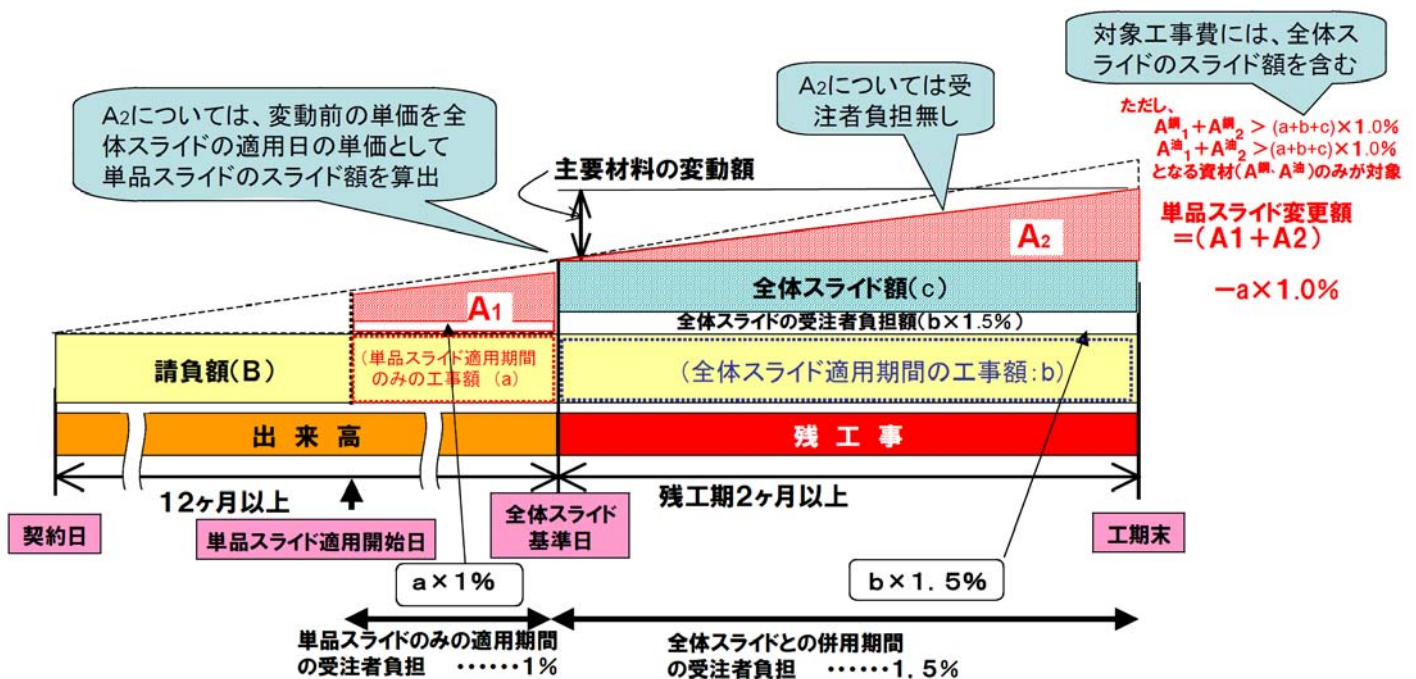 対象工事費には、全体ス
ライドのスライド額を含む
A2については、変動前の単価を全
体スライドの適用日の単価として
単品スライドのスライド額を算出
A2については受
注者負担無し
ただし、
A鋼1+A鋼2 >(a+b+c)×1.0%
A油1+A油2 >(a+b+c)×1.0%
となる資材(A鋼、A油)のみが対象
主要材料の変動額
単品スライド変更額
=(A1+A2)
-a×1.0%
A2
A1
全体スライド額(c)
全体スライドの受注者負担額(b×1.5%)
請負額(B)
(単品スライド適用期間
のみの工事額 (a)
(全体スライド適用期間の工事額:b)
出来高
残工事
12ヶ月以上
残工期2ヶ月以上
契約日
単品スライド適用開始日
全体スライド
基準日
工期末
a×1%
b×1.5%
単品スライドのみの適用期間
の受注者負担 ‥‥‥1%
全体スライドとの併用期間
の受注者負担 ‥‥‥1.5%